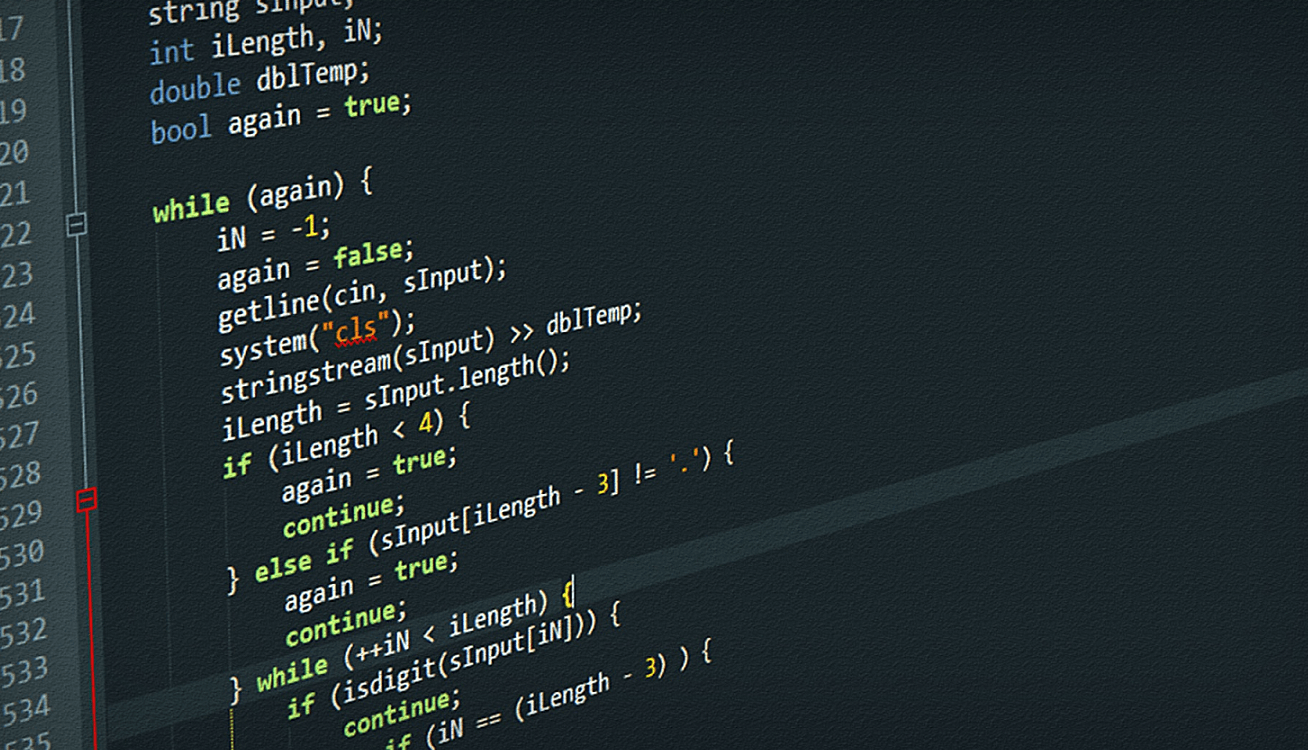 17
18
19
20
21
22
23
524
525
526
527
528
529
530
531
532
533
534
535
string sInput;
int iLength, iN;
double dblTemp;
bool again = true;
while (again) {
iN = -1;
again = false;
getline(cin, sInput);
system("cls");
stringstream(sInput) >> dblTemp;
iLength = sInput.length();
if (iLength < 4) {
again = true;
continue;
} else if (sInput[iLength - 3] != '.') {
again = true;
continue;
} while (++iN < iLength) {
if (isdigit(sInput[iN])) {
continue;
if (iN == (iLength - 3) ) {